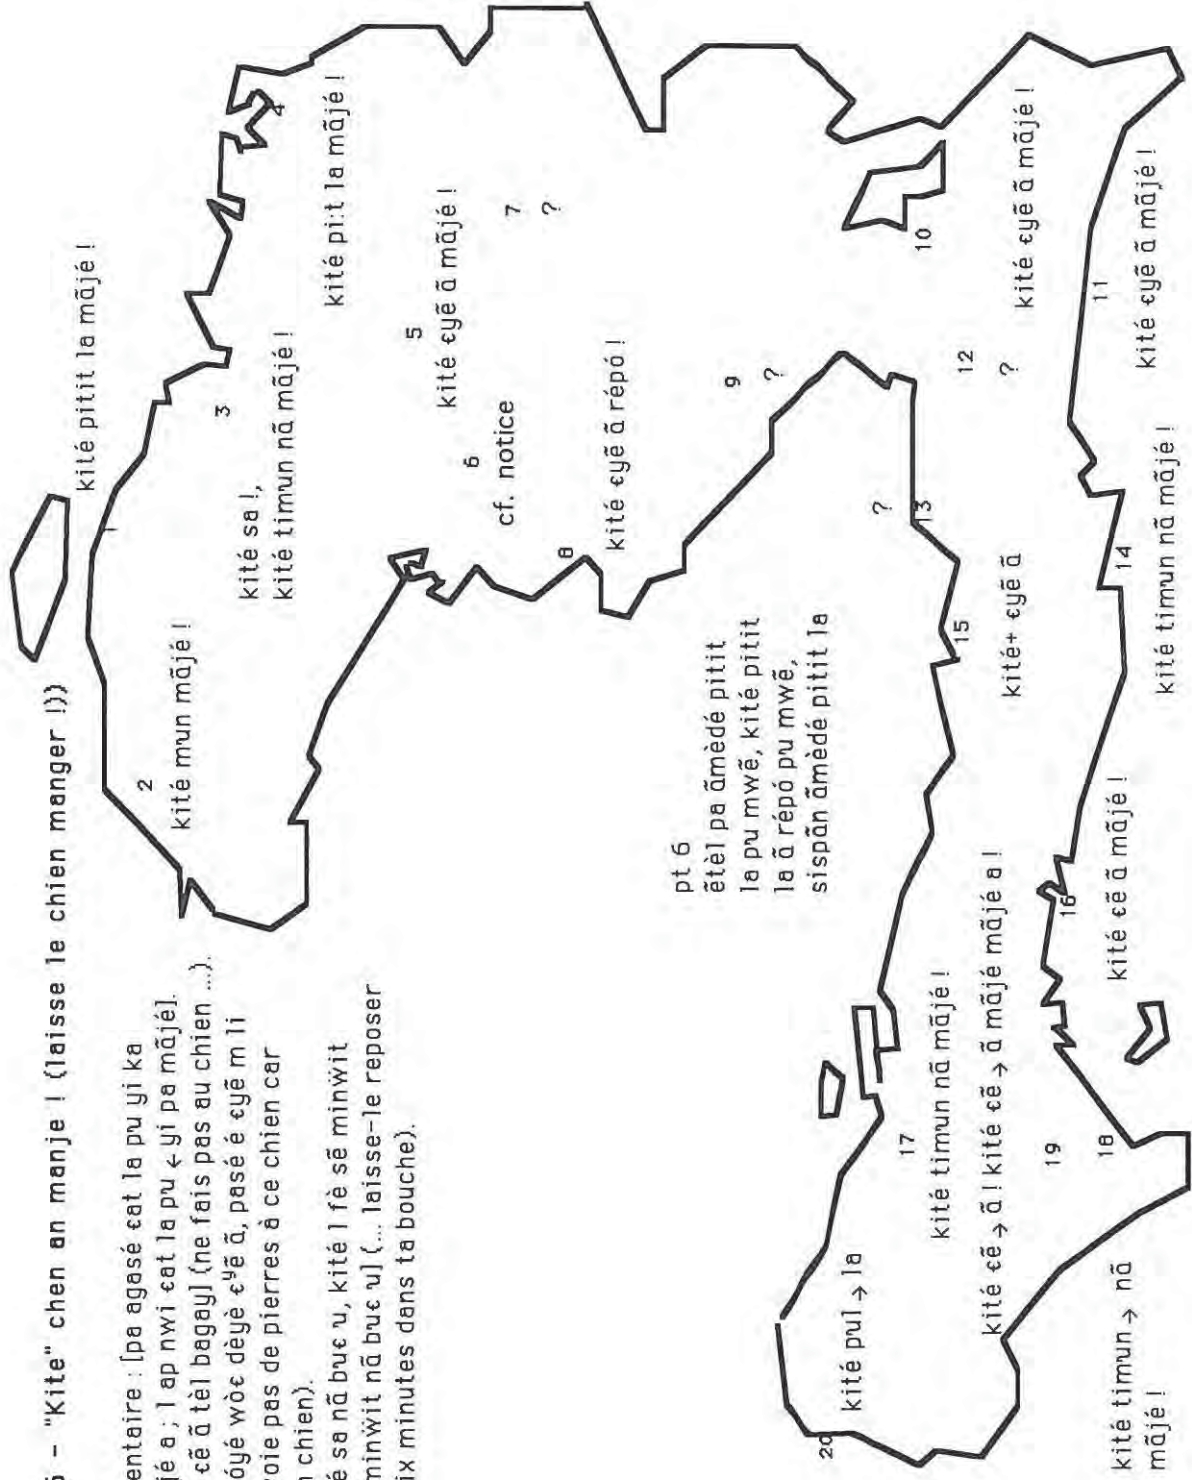 5 - "Kite" chen an manje ! (laisse le chien manger !)}
entaire : [pa agasé ɛat la pu yi ka
jé a ; l ap nwi ɛat la pu ← yi pa mãjé].
ɛẽ ã tèl bagay] (ne fais pas au chien ...).
óyé wòɛ dèyè ɛyẽ ã, pasé é ɛyẽ m li
oie pas de pierres à ce chien car
n chien).
é sa nã buɛ u, kité l fè sẽ minẇit
minẇit nã buɛ u] (... laisse-le reposer
ix minutes dans ta bouche).
1
kité pitit la mãjé !
2
kité mun mãjé !
3
kité sa !,
kité timun nã mãjé !
4
kité pi:t la mãjé !
5
kité ɛyẽ ã mãjé !
6
cf. notice
7
?
8
kité ɛyẽ ã répó !
9
?
10
kité ɛyẽ ã mãjé !
11
kité ɛyẽ ã mãjé !
12
?
?
13
14
kité timun nã mãjé !
15
kité+ ɛyẽ ã
pt 6
ẽtèl pa ãmèdé pitit
la pu mwẽ, kité pitit
la ã répó pu mwẽ,
sispãn ãmèdé pitit la
16
kité ɛẽ ã mãjé !
17
kité timun nã mãjé !
kité ɛẽ → ã ! kité ɛẽ → ã mãjé mãjé a !
19
18
kité timun → nã
mãjé !
20
kité pul → la